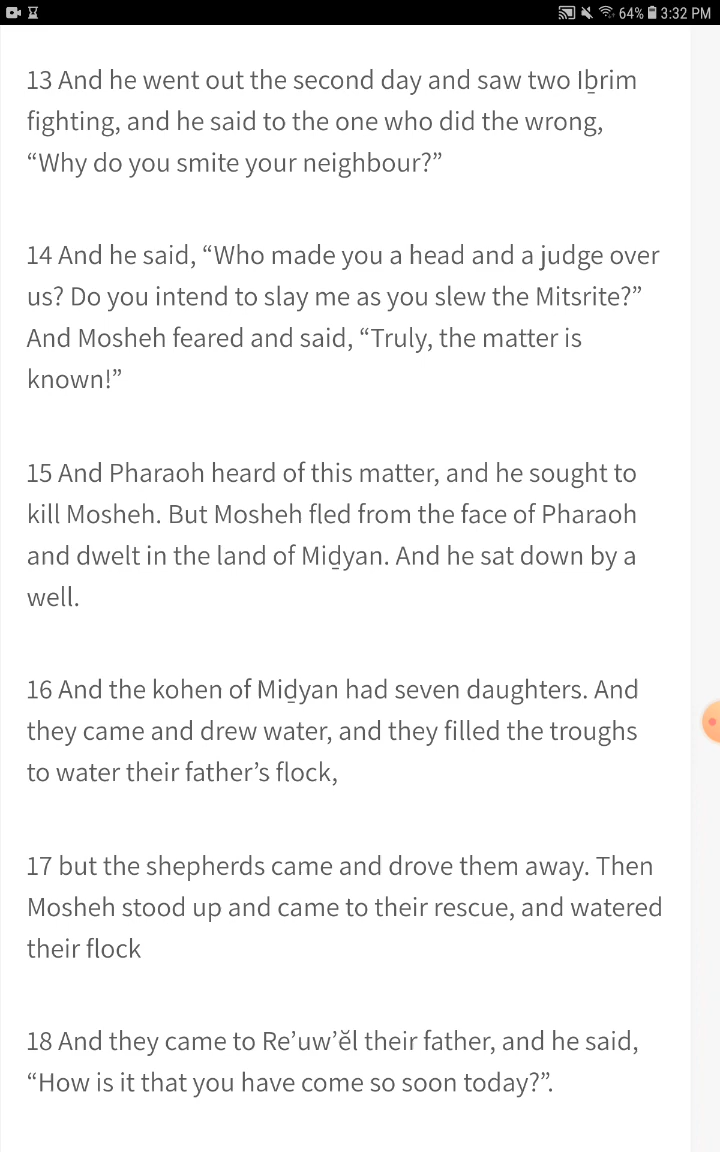 64% 3:32 PM
13 And he went out the second day and saw two Iḇrim
fighting, and he said to the one who did the wrong,
“Why do you smite your neighbour?”
14 And he said, “Who made you a head and a judge over
us? Do you intend to slay me as you slew the Mitsrite?”
And Mosheh feared and said, “Truly, the matter is
known!”
15 And Pharaoh heard of this matter, and he sought to
kill Mosheh. But Mosheh fled from the face of Pharaoh
and dwelt in the land of Miḏyan. And he sat down by a
well.
16 And the kohen of Miḏyan had seven daughters. And
they came and drew water, and they filled the troughs
to water their father’s flock,
17 but the shepherds came and drove them away. Then
Mosheh stood up and came to their rescue, and watered
their flock
18 And they came to Re’uw’ĕl their father, and he said,
“How is it that you have come so soon today?”.